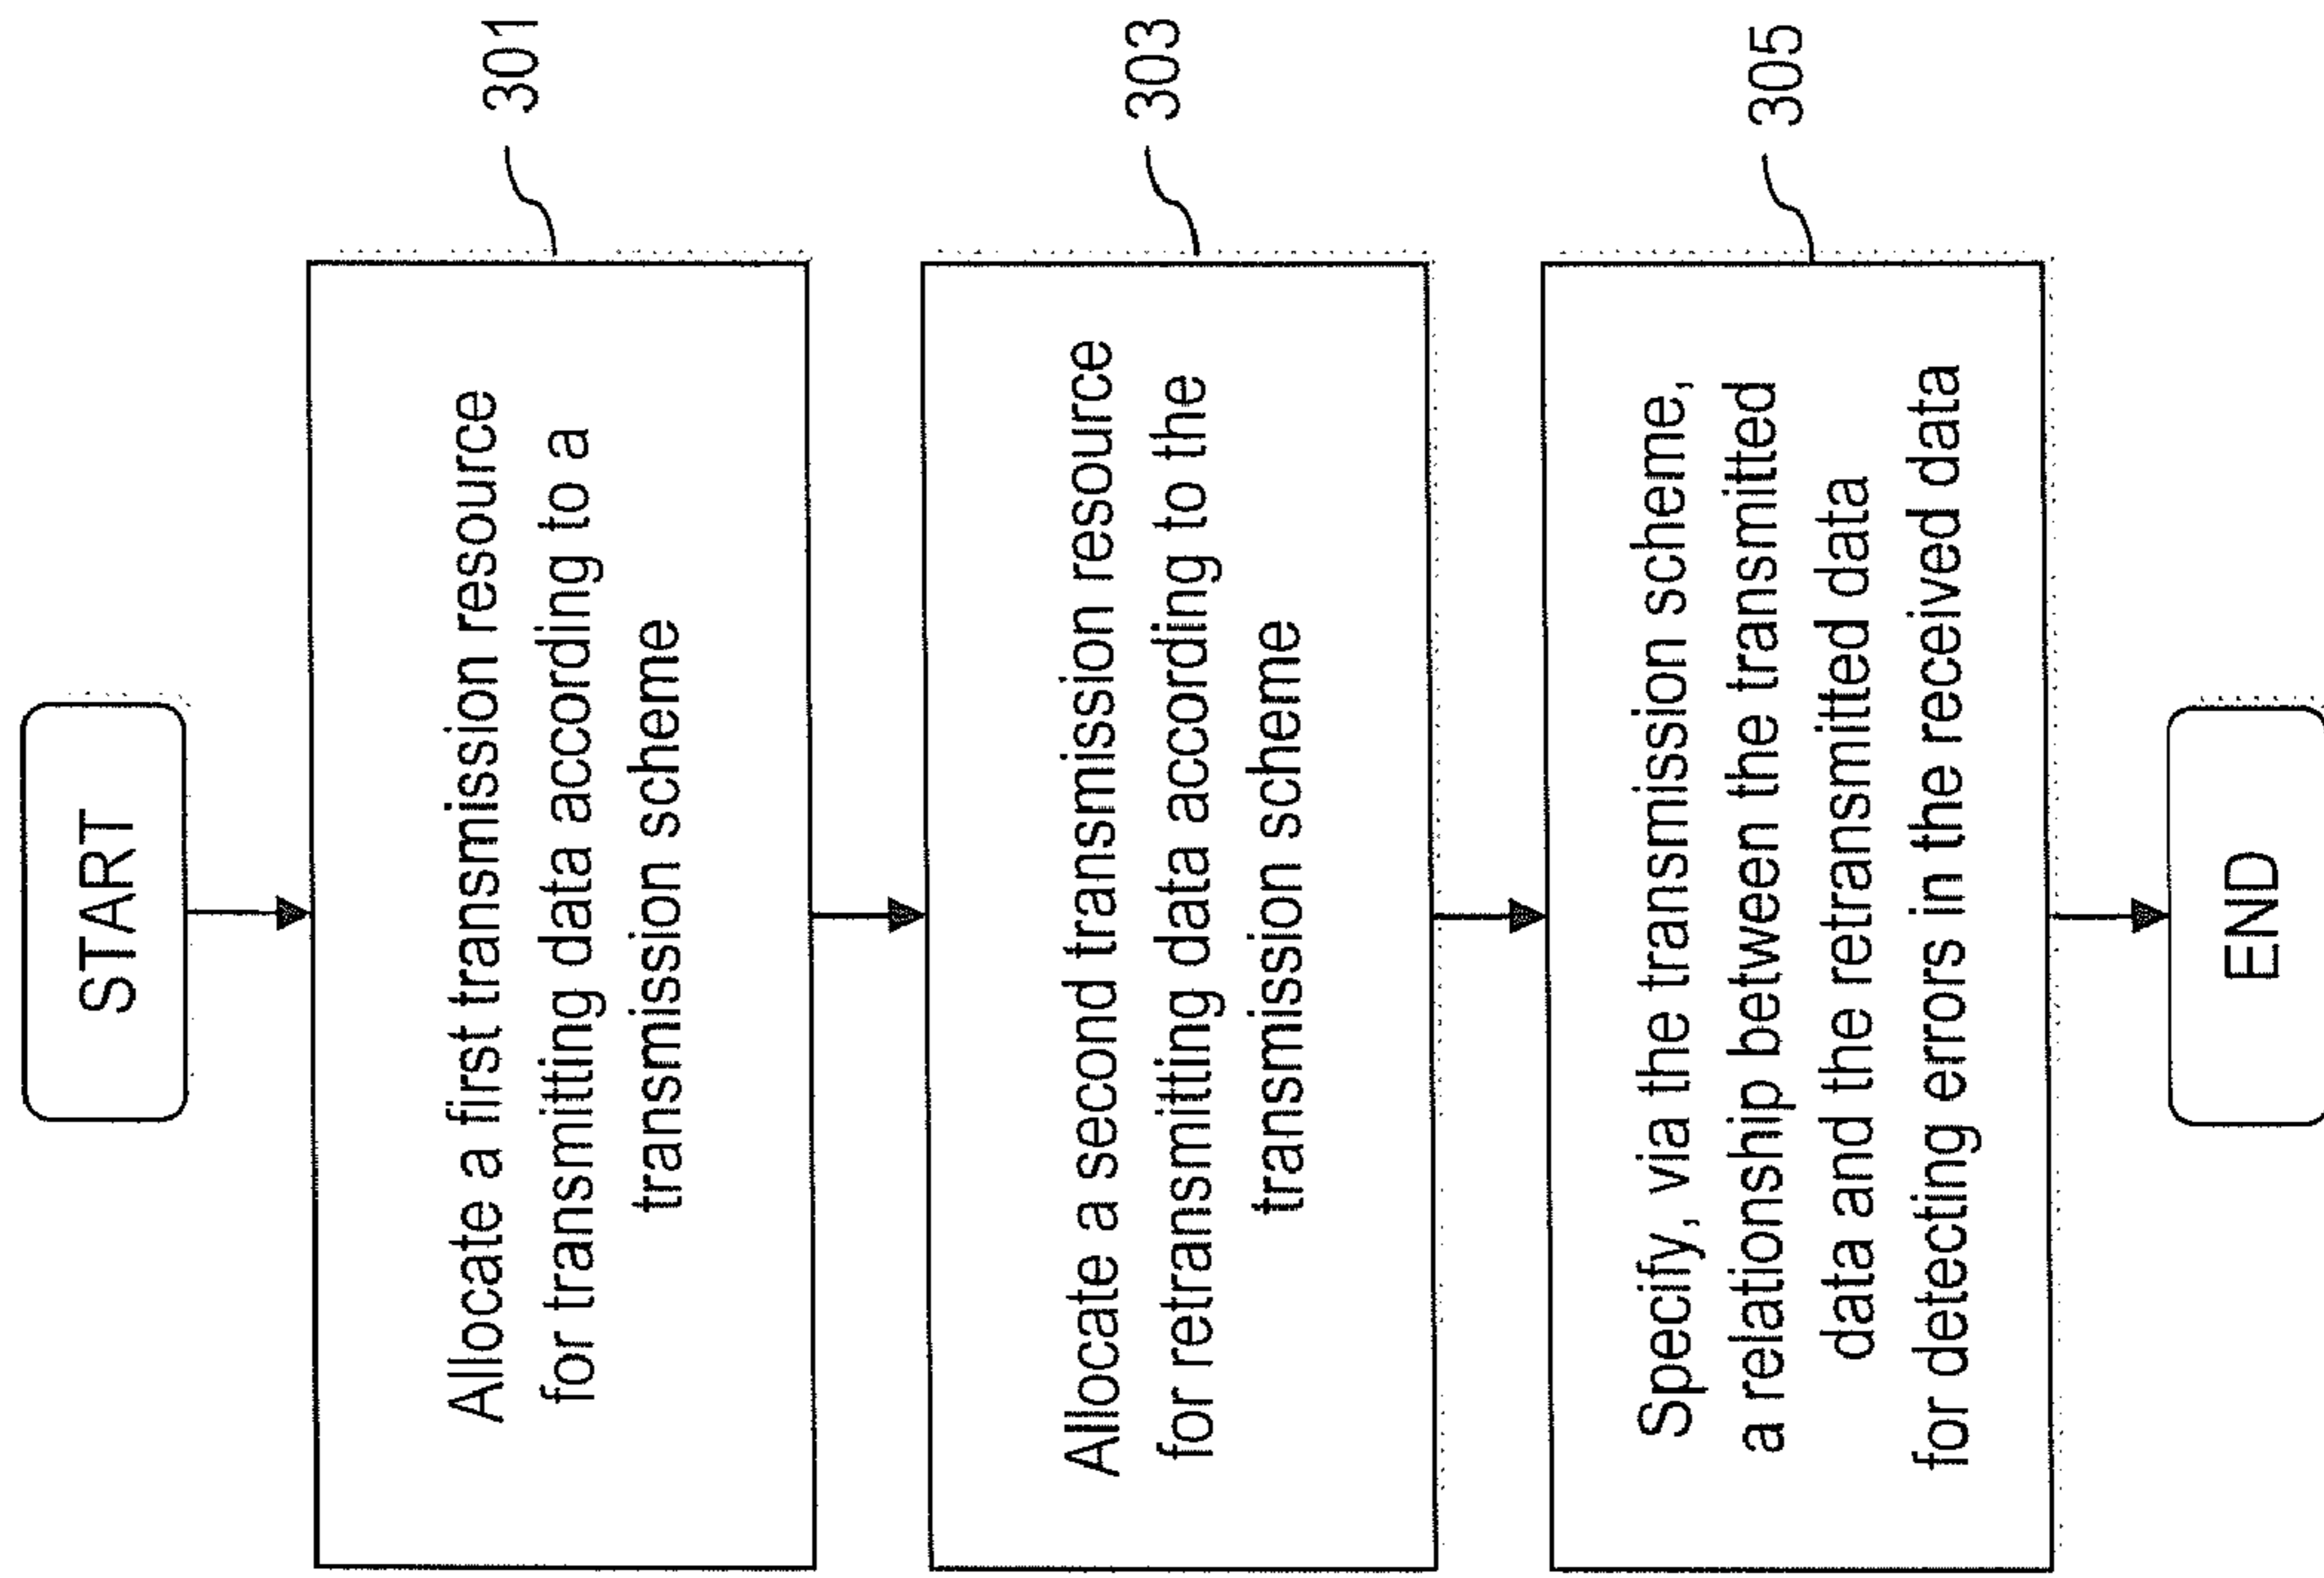 START
Allocate a first transmission resource
for transmitting data according to a
transmission scheme
301
Allocate a second transmission resource
for retransmitting data according to the
transmission scheme
303
Specify, via the transmission scheme,
a relationship between the transmitted
data and the retransmitted data
for detecting errors in the received data
305
END